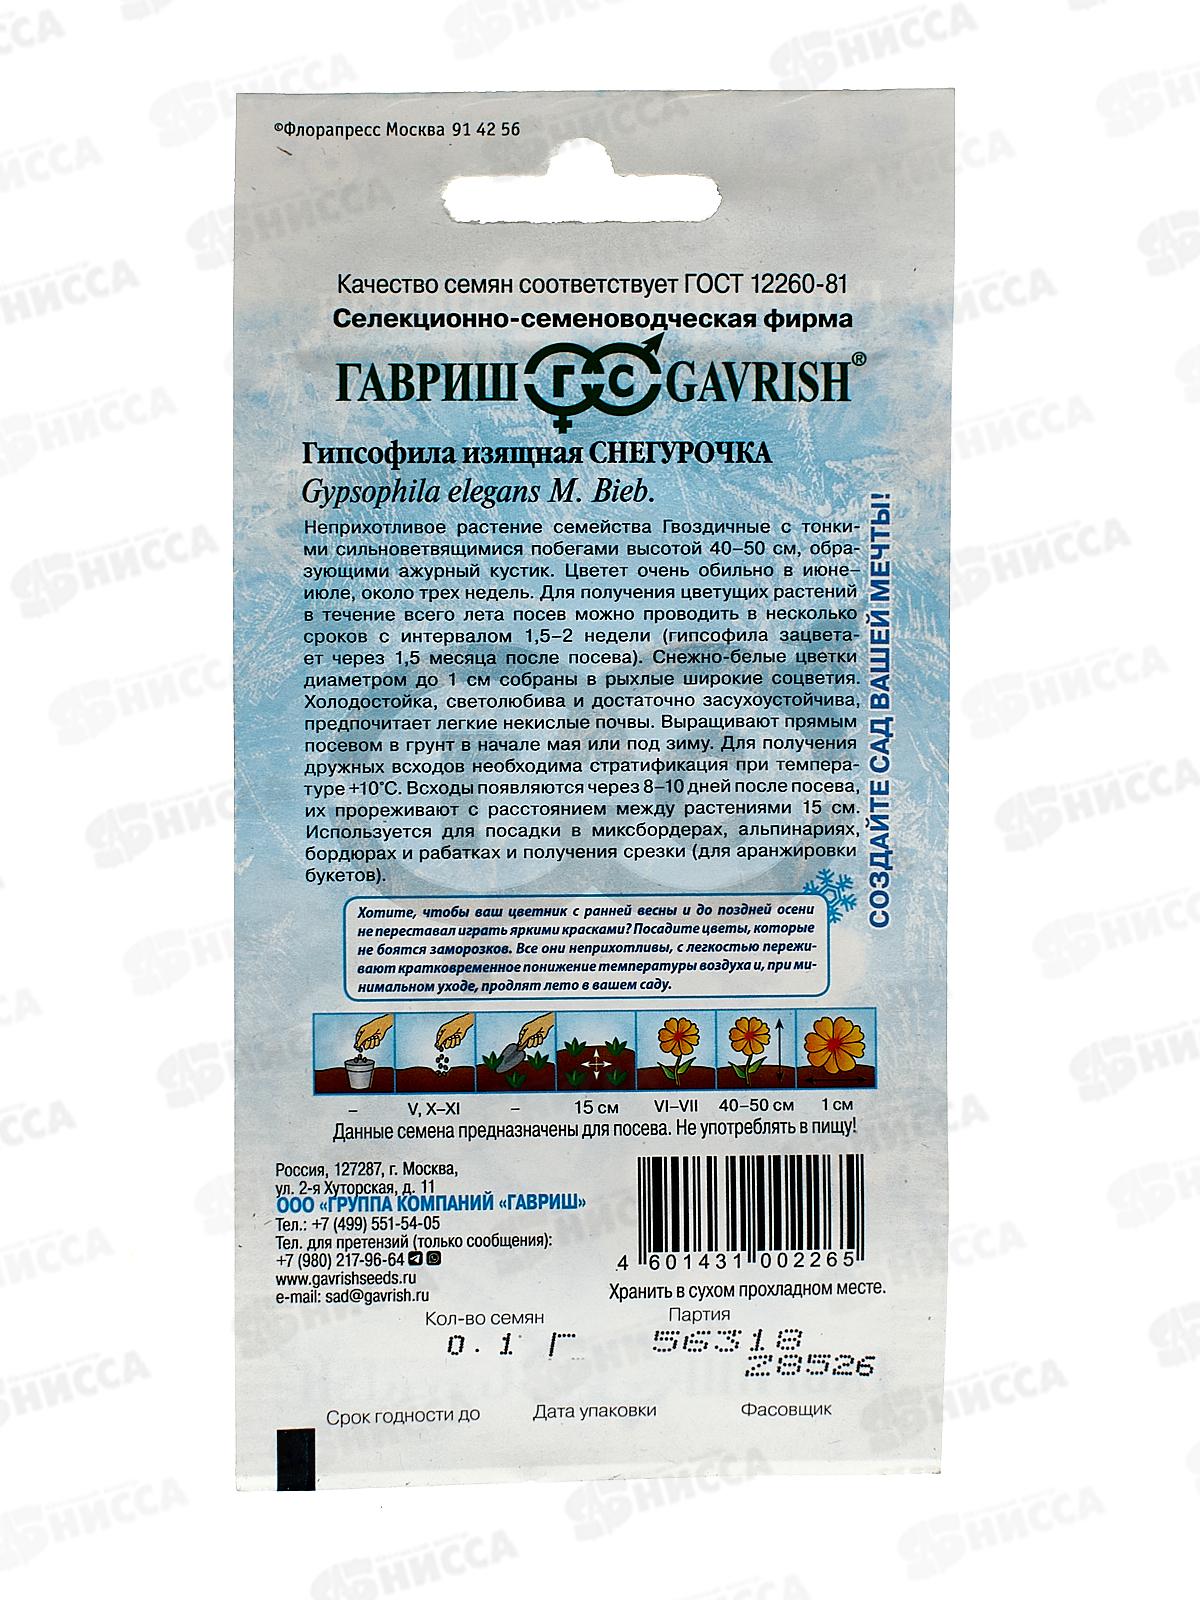 ©Флорапресс Москва 91 42 56
Качество семян соответствует ГОСТ 12260-81
Селекционно-семеноводческая фирма
ГАВРИШ ГС GAVRISH®
Гипсофила изящная СНЕГУРОЧКА
Gypsophila elegans M. Bieb.
Неприхотливое растение семейства Гвоздичные с тонки-
ми сильноветвящимися побегами высотой 40–50 см, обра-
зующими ажурный кустик. Цветет очень обильно в июне–
июле, около трех недель. Для получения цветущих растений
в течение всего лета посев можно проводить в несколько
сроков с интервалом 1,5–2 недели (гипсофила зацвета-
ет через 1,5 месяца после посева). Снежно-белые цветки
диаметром до 1 см собраны в рыхлые широкие соцветия.
Холодостойка, светолюбива и достаточно засухоустойчива,
предпочитает легкие некислые почвы. Выращивают прямым
посевом в грунт в начале мая или под зиму. Для получения
дружных всходов необходима стратификация при темпера-
туре +10°С. Всходы появляются через 8–10 дней после посева,
их прореживают с расстоянием между растениями 15 см.
Используется для посадки в миксбордерах, альпинариях,
бордюрах и рабатках и получения срезки (для аранжировки
букетов).
СОЗДАЙТЕ САД ВАШЕЙ МЕЧТЫ!
Хотите, чтобы ваш цветник с ранней весны и до поздней осени
не переставал играть яркими красками? Посадите цветы, которые
не боятся заморозков. Все они неприхотливы, с легкостью пережи-
вают кратковременное понижение температуры воздуха и, при ми-
нимальном уходе, продлят лето в вашем саду.
– V, X–XI – 15 см VI–VII 40–50 см 1 см
Данные семена предназначены для посева. Не употреблять в пищу!
Россия, 127287, г. Москва,
ул. 2-я Хуторская, д. 11
ООО «ГРУППА КОМПАНИЙ «ГАВРИШ»
Тел.: +7 (499) 551-54-05
Тел. для претензий (только сообщения):
+7 (980) 217-96-64
www.gavrishseeds.ru
e-mail: sad@gavrish.ru
4 601431 002265
Хранить в сухом прохладном месте.
Кол-во семян Партия
0.1 Г 56318
28526
Срок годности до Дата упаковки Фасовщик